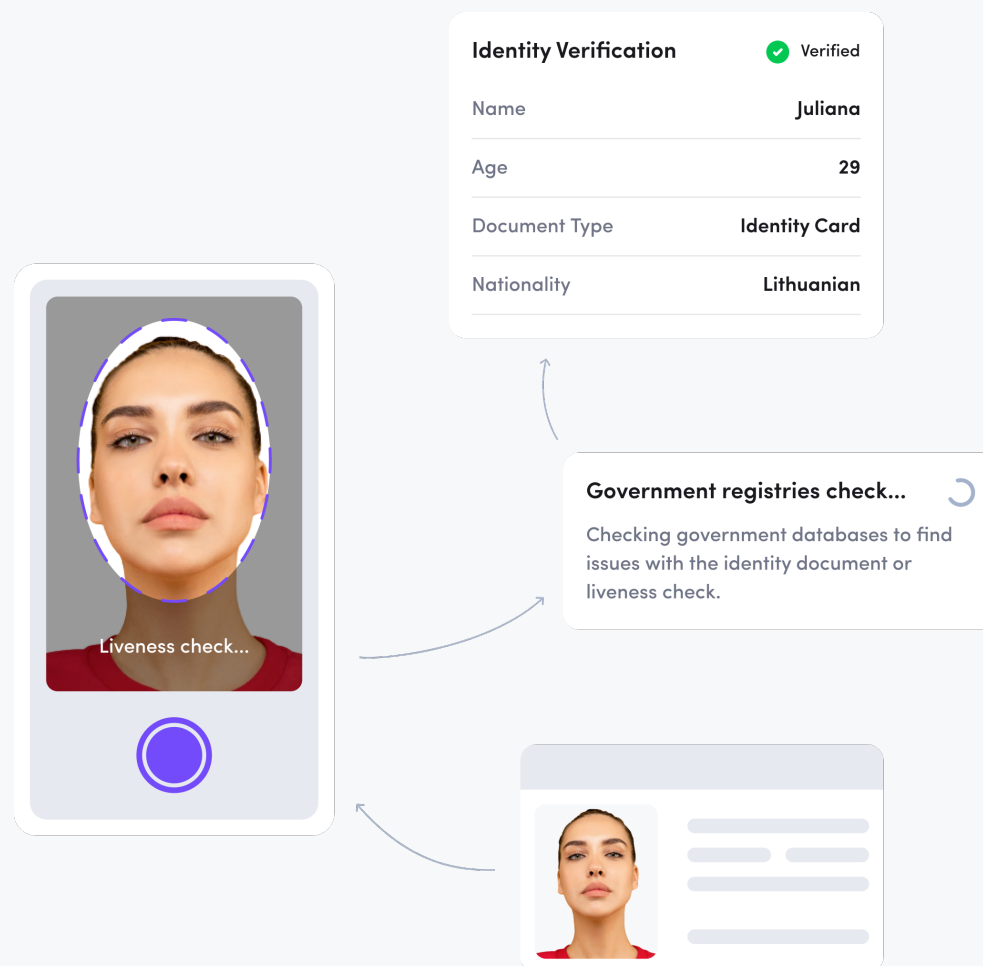 Identity Verification
Verified
Name
Juliana
Age
29
Document Type
Identity Card
Nationality
Lithuanian
Government registries check...
Checking government databases to find
issues with the identity document or
liveness check.
Liveness check...